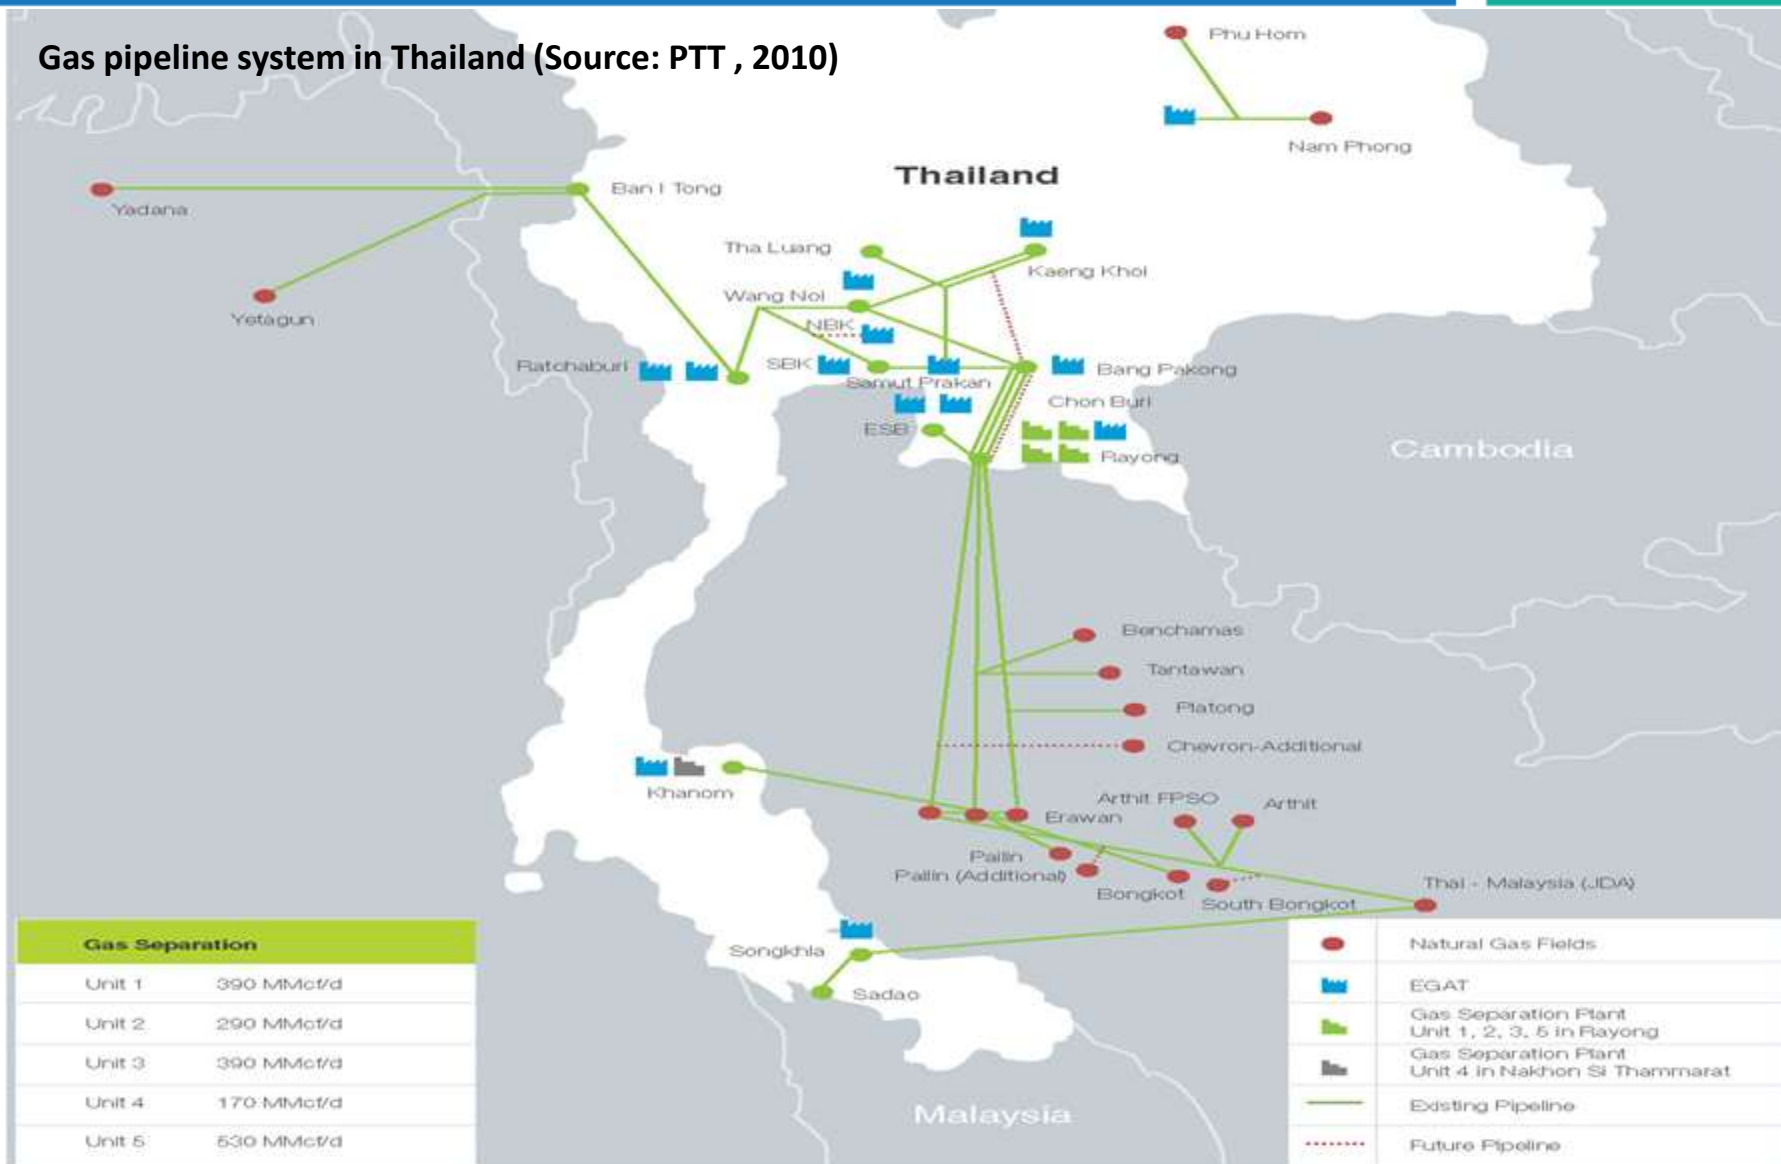 Gas pipeline system in Thailand (Source: PTT , 2010)
Phu Horn
Nam Phong
Thailand
Ban I Tong
Yadana
Yetagun
Tha Luang
Kaeng Khoi
Wang Noi
NBK
Ratchaburi
SBK
Samut Prakan
Bang Pakong
Chon Buri
ESB
Rayong
Cambodia
Benchamas
Tantawan
Platong
Chevron-Additional
Khanom
Erawan
Arthit FPSO
Arthit
Pailin
Pailin (Additional)
Bongkot
South Bongkot
Thai - Malaysia (JDA)
Songkhla
Sadao
Malaysia
Gas Separation
Unit 1 390 MMcf/d
Unit 2 290 MMcf/d
Unit 3 390 MMcf/d
Unit 4 170 MMcf/d
Unit 5 530 MMcf/d
Natural Gas Fields
EGAT
Gas Separation Plant
Unit 1, 2, 3, 5 in Rayong
Gas Separation Plant
Unit 4 in Nakhon Si Thammarat
Existing Pipeline
Future Pipeline